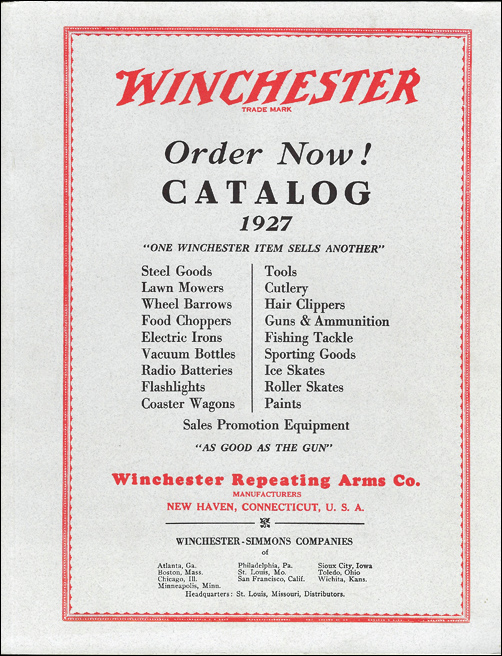 WINCHESTER
TRADE MARK
Order Now!
CATALOG
1927
"ONE WINCHESTER ITEM SELLS ANOTHER"
Steel Goods
Lawn Mowers
Wheel Barrows
Food Choppers
Electric Irons
Vacuum Bottles
Radio Batteries
Flashlights
Coaster Wagons
Tools
Cutlery
Hair Clippers
Guns & Ammunition
Fishing Tackle
Sporting Goods
Ice Skates
Roller Skates
Paints
Sales Promotion Equipment
"AS GOOD AS THE GUN"
Winchester Repeating Arms Co.
MANUFACTURERS
NEW HAVEN, CONNECTICUT, U. S. A.
WINCHESTER-SIMMONS COMPANIES
of
Atlanta, Ga.
Boston, Mass.
Chicago, Ill.
Minneapolis, Minn.
Philadelphia, Pa.
St. Louis, Mo.
San Francisco, Calif.
Sioux City, Iowa
Toledo, Ohio
Wichita, Kans.
Headquarters: St. Louis, Missouri, Distributors.